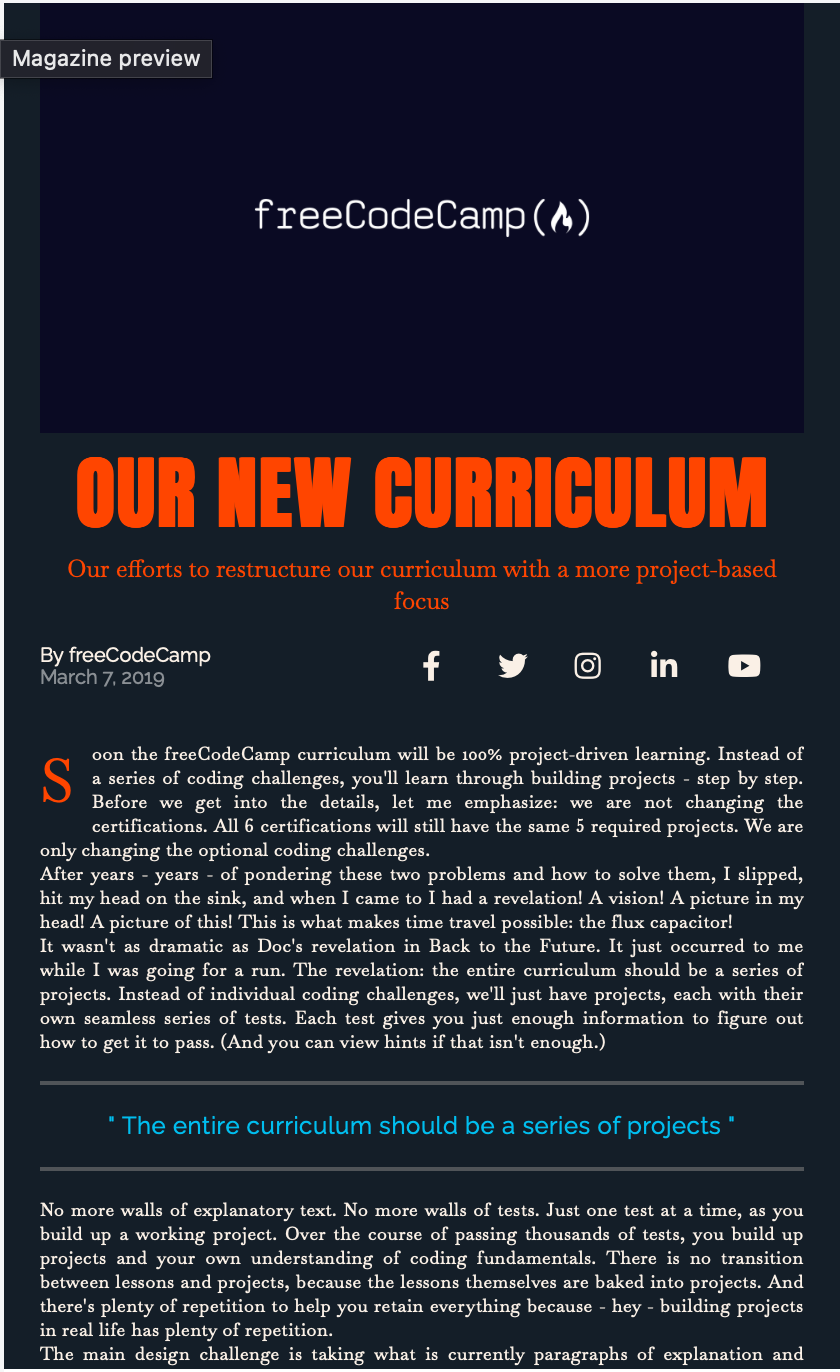 Magazine preview
freeCodeCamp(🔥)
OUR NEW CURRICULUM
Our efforts to restructure our curriculum with a more project-based
focus
By freeCodeCamp
March 7, 2019
Soon the freeCodeCamp curriculum will be 100% project-driven learning. Instead of
a series of coding challenges, you'll learn through building projects - step by step.
Before we get into the details, let me emphasize: we are not changing the
certifications. All 6 certifications will still have the same 5 required projects. We are
only changing the optional coding challenges.
After years - years - of pondering these two problems and how to solve them, I slipped,
hit my head on the sink, and when I came to I had a revelation! A vision! A picture in my
head! A picture of this! This is what makes time travel possible: the flux capacitor!
It wasn't as dramatic as Doc's revelation in Back to the Future. It just occurred to me
while I was going for a run. The revelation: the entire curriculum should be a series of
projects. Instead of individual coding challenges, we'll just have projects, each with their
own seamless series of tests. Each test gives you just enough information to figure out
how to get it to pass. (And you can view hints if that isn't enough.)
" The entire curriculum should be a series of projects "
No more walls of explanatory text. No more walls of tests. Just one test at a time, as you
build up a working project. Over the course of passing thousands of tests, you build up
projects and your own understanding of coding fundamentals. There is no transition
between lessons and projects, because the lessons themselves are baked into projects. And
there's plenty of repetition to help you retain everything because - hey - building projects
in real life has plenty of repetition.
The main design challenge is taking what is currently paragraphs of explanation and